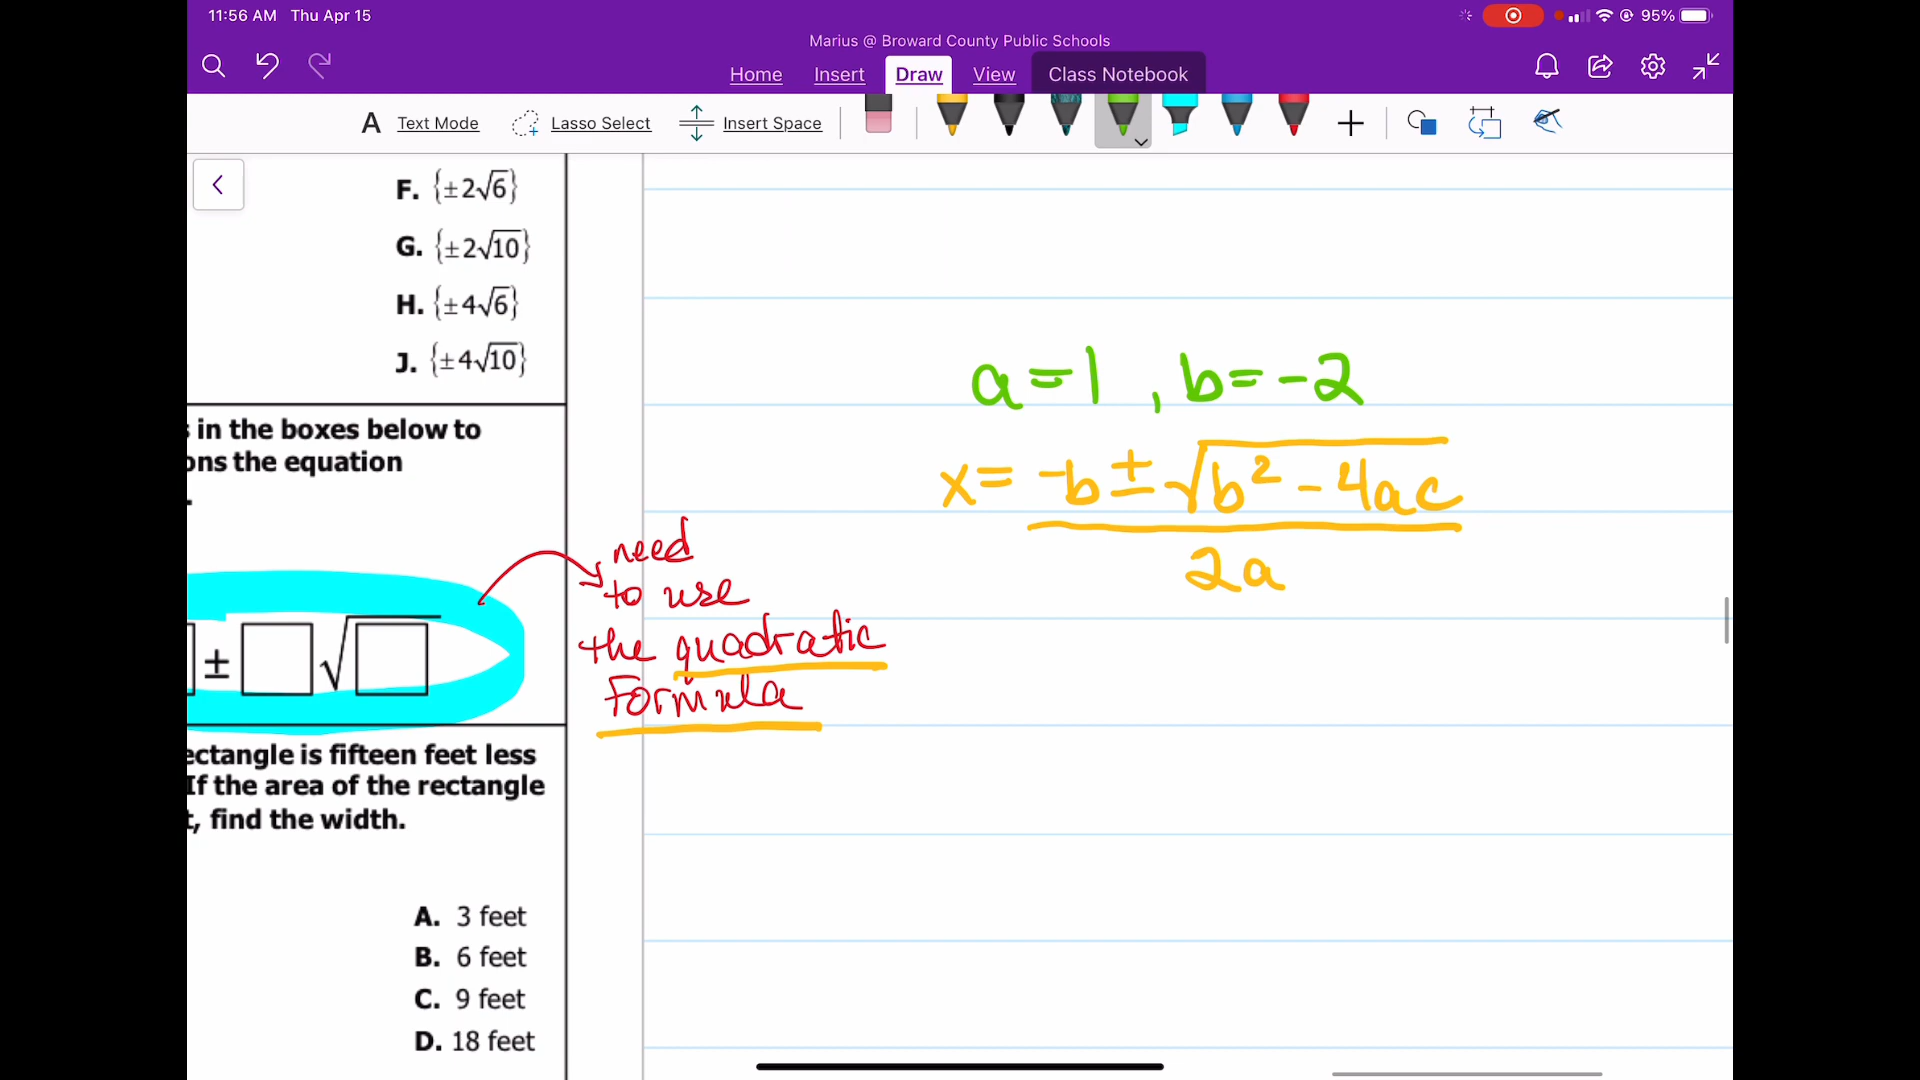 11:56 AM Thu Apr 15
95%
Marius @ Broward County Public Schools
Home Insert Draw View Class Notebook
A Text Mode Lasso Select Insert Space
F. {±2√6}
G. {±2√10}
H. {±4√6}
J. {±4√10}
in the boxes below to
ons the equation
± √
ectangle is fifteen feet less
If the area of the rectangle
t, find the width.
A. 3 feet
B. 6 feet
C. 9 feet
D. 18 feet
need
to use
the quadratic
Formula
a=1 , b=-2
x= -b ± √b² - 4ac
2a